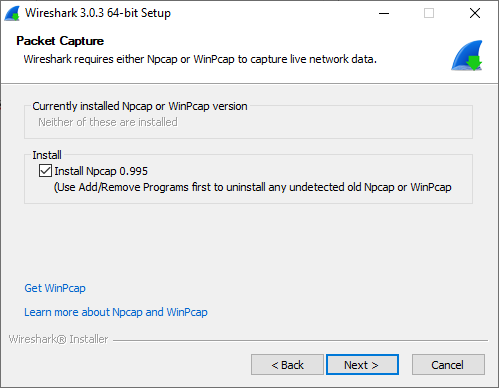 Wireshark 3.0.3 64-bit Setup
Packet Capture
Wireshark requires either Npcap or WinPcap to capture live network data.
Currently installed Npcap or WinPcap version
Neither of these are installed
Install
Install Npcap 0.995
(Use Add/Remove Programs first to uninstall any undetected old Npcap or WinPcap
Get WinPcap
Learn more about Npcap and WinPcap
Wireshark® Installer
< Back
Next >
Cancel